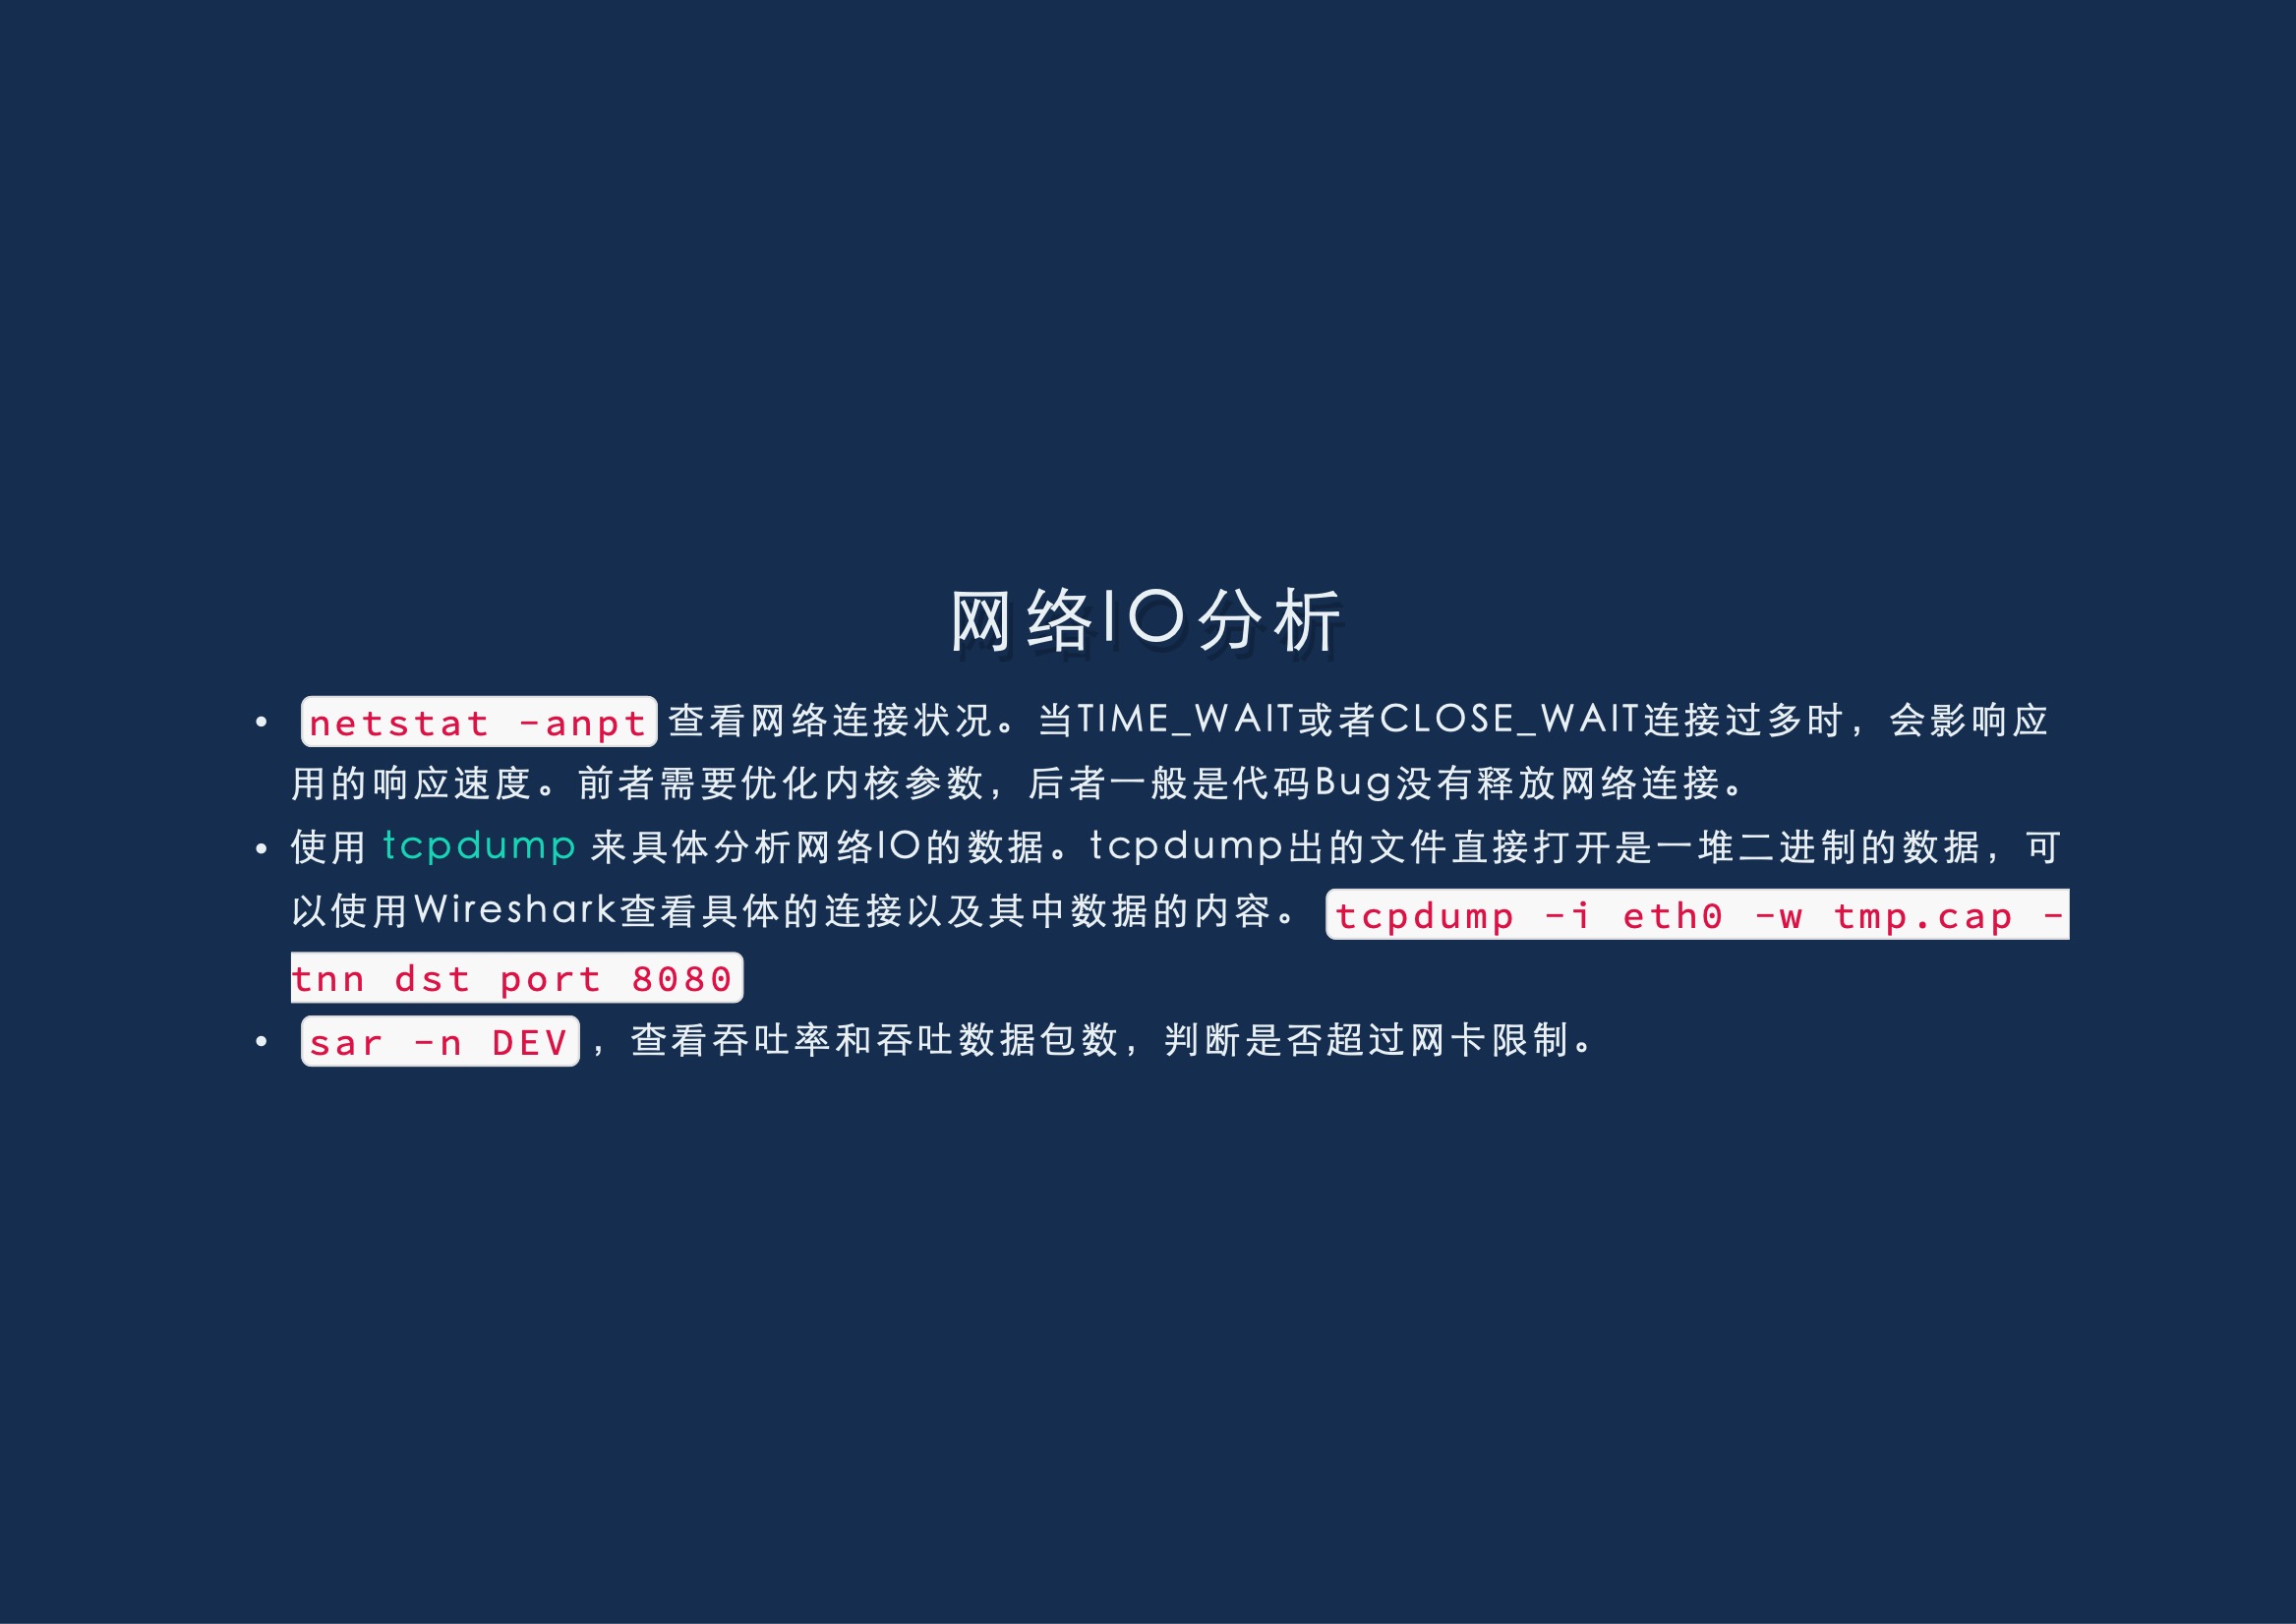 网络IO分析
• netstat -anpt 查看网络连接状况。当TIME_WAIT或者CLOSE_WAIT连接过多时，会影响应
用的响应速度。前者需要优化内核参数，后者一般是代码Bug没有释放网络连接。
• 使用 tcpdump 来具体分析网络IO的数据。tcpdump出的文件直接打开是一堆二进制的数据，可
以使用Wireshark查看具体的连接以及其中数据的内容。 tcpdump -i eth0 -w tmp.cap -
tnn dst port 8080
• sar -n DEV ，查看吞吐率和吞吐数据包数，判断是否超过网卡限制。